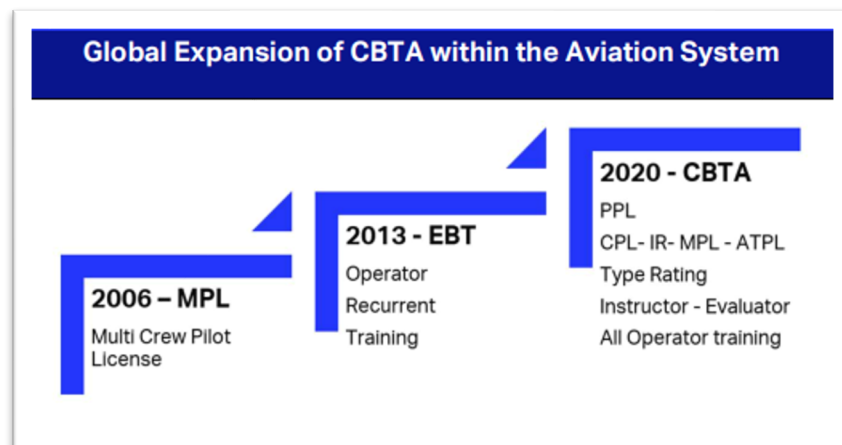 Global Expansion of CBTA within the Aviation System
2006 – MPL
Multi Crew Pilot
License
2013 - EBT
Operator
Recurrent
Training
2020 - CBTA
PPL
CPL- IR- MPL - ATPL
Type Rating
Instructor - Evaluator
All Operator training